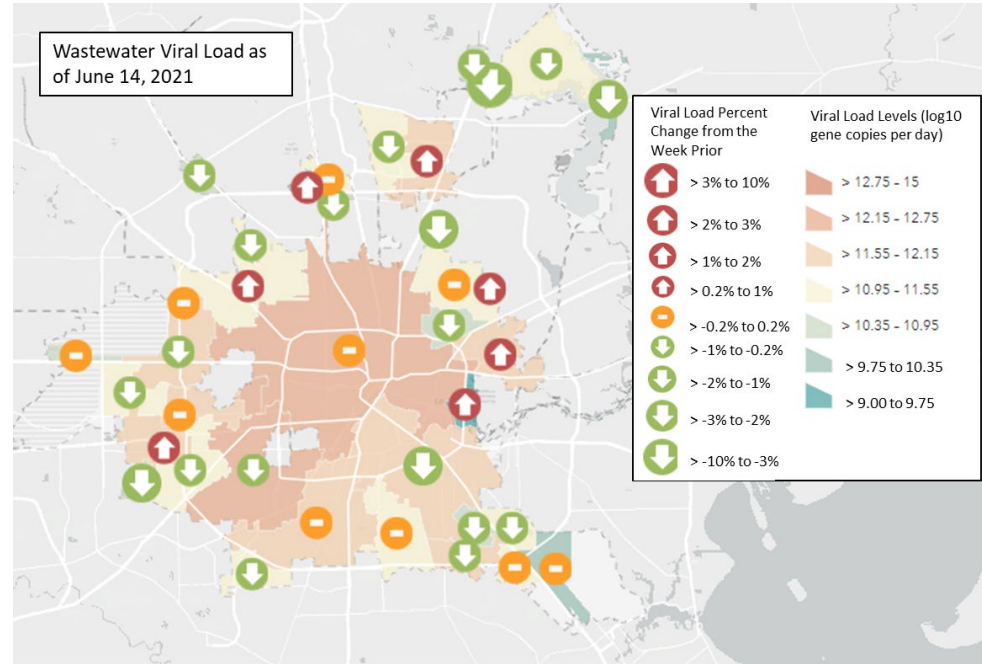 Wastewater Viral Load as
of June 14, 2021
Viral Load Percent
Change from the
Week Prior
> 3% to 10%
> 2% to 3%
> 1% to 2%
> 0.2% to 1%
> -0.2% to 0.2%
> -1% to -0.2%
> -2% to -1%
> -3% to -2%
> -10% to -3%
Viral Load Levels (log10
gene copies per day)
> 12.75 - 15
> 12.15 - 12.75
> 11.55 - 12.15
> 10.95 - 11.55
> 10.35 - 10.95
> 9.75 to 10.35
> 9.00 to 9.75